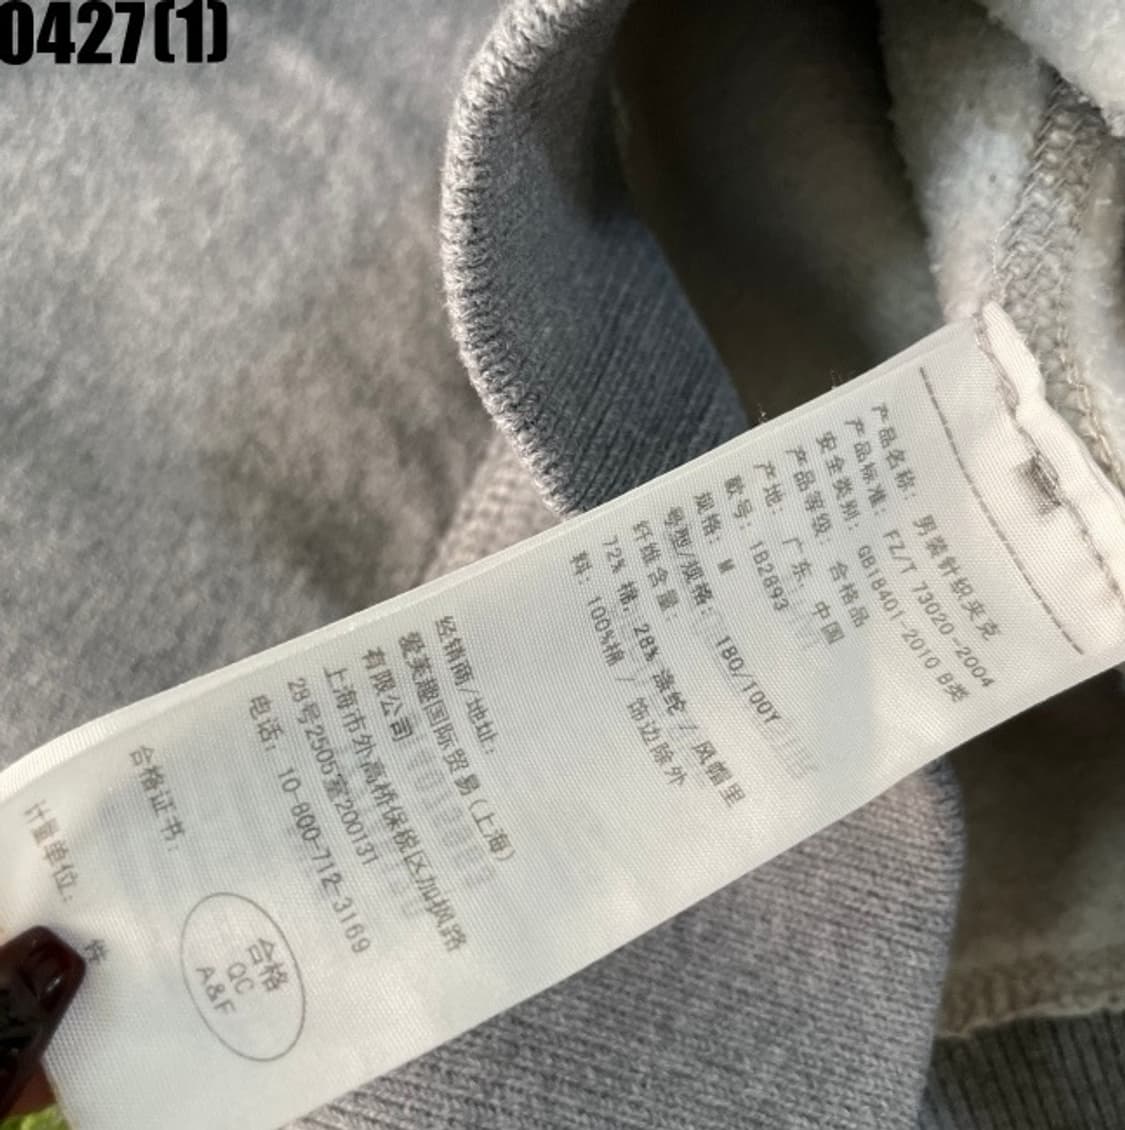 0427(1)
产品名称: 男装针织夹克
产品标准: FZ/T 73020-2004
安全类别: GB18401-2010 B类
产品等级: 合格品
产地: 广东, 中国
款号: 1B2893
规格: M
号型/规格: 180/100Y
纤维含量:
72% 棉; 28% 涤纶 / 风帽里
料: 100%棉 / 饰边除外
经销商/地址:
爱芙趣国际贸易(上海)
有限公司
上海市外高桥保税区加枫路
28号2505室200131
电话: 10-800-712-3169
合格证书:
合格
QC
A&F
计量单位: 件